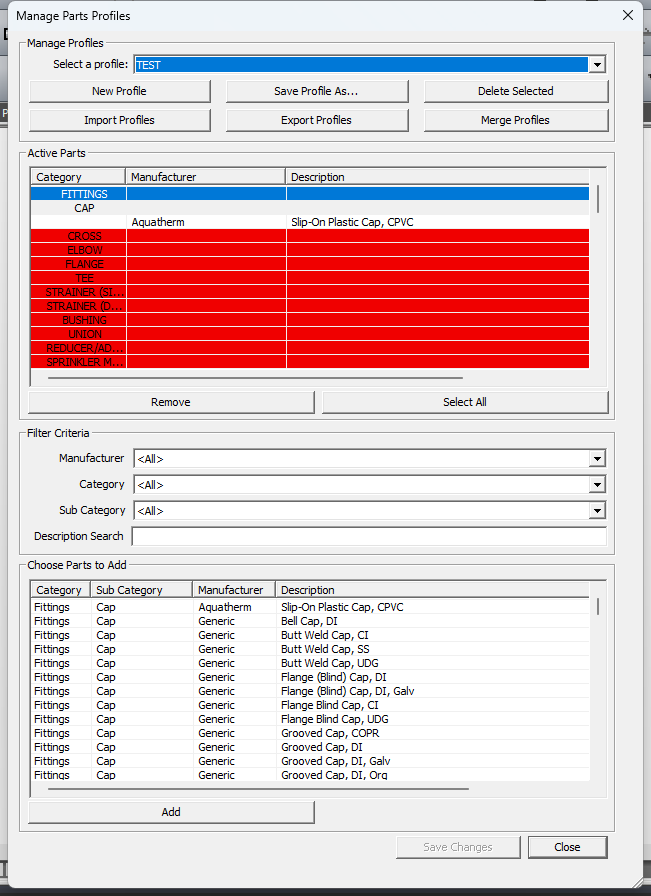 Manage Parts Profiles
Manage Profiles
Select a profile: TEST
New Profile Save Profile As... Delete Selected
Import Profiles Export Profiles Merge Profiles
Active Parts
Category Manufacturer Description
FITTINGS
CAP
Aquatherm Slip-On Plastic Cap, CPVC
CROSS
ELBOW
FLANGE
TEE
STRAINER (SI...
STRAINER (D...
BUSHING
UNION
REDUCER/AD...
SPRINKLER M...
Remove Select All
Filter Criteria
Manufacturer <All>
Category <All>
Sub Category <All>
Description Search
Choose Parts to Add
Category Sub Category Manufacturer Description
Fittings Cap Aquatherm Slip-On Plastic Cap, CPVC
Fittings Cap Generic Bell Cap, DI
Fittings Cap Generic Butt Weld Cap, CI
Fittings Cap Generic Butt Weld Cap, SS
Fittings Cap Generic Butt Weld Cap, UDG
Fittings Cap Generic Flange (Blind) Cap, DI
Fittings Cap Generic Flange (Blind) Cap, DI, Galv
Fittings Cap Generic Flange Blind Cap, CI
Fittings Cap Generic Flange Blind Cap, UDG
Fittings Cap Generic Grooved Cap, COPR
Fittings Cap Generic Grooved Cap, DI
Fittings Cap Generic Grooved Cap, DI, Galv
Fittings Cap Generic Grooved Cap, DI, Org
Add
Save Changes Close